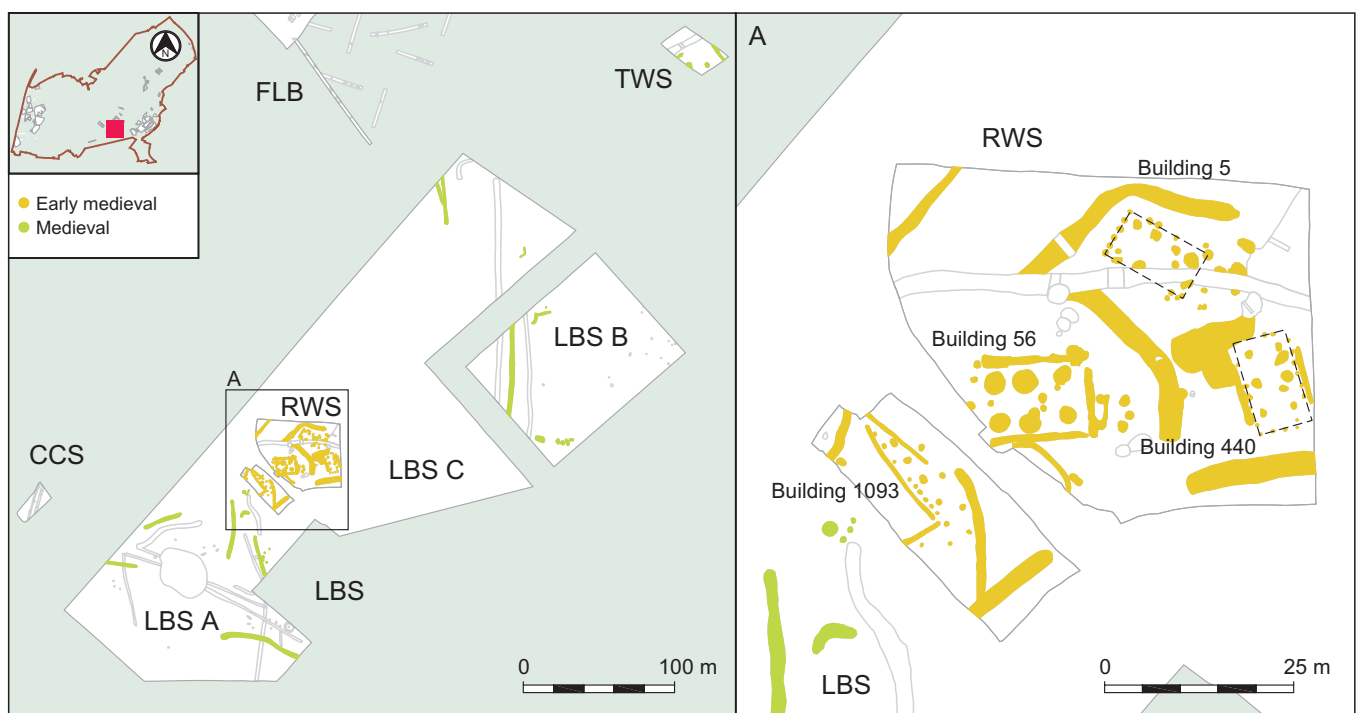 N
Early medieval
Medieval
FLB
TWS
LBS B
A
RWS
LBS C
CCS
LBS
LBS A
0
100 m
A
RWS
Building 5
Building 56
Building 440
Building 1093
LBS
0
25 m